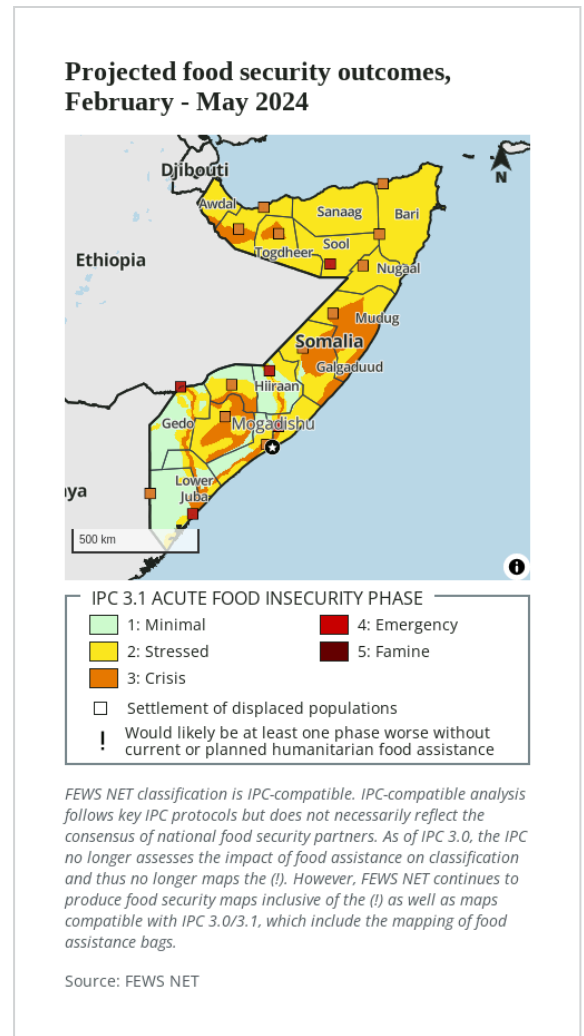 Projected food security outcomes,
February - May 2024
Djibouti
N
Awdal
Sanaag
Bari
Togdheer
Sool
Ethiopia
Nugaal
Mudug
Somalia
Galgaduud
Hiiraan
Gedo
Mogadishu
Lower
Juba
ya
500 km
IPC 3.1 ACUTE FOOD INSECURITY PHASE
1: Minimal
4: Emergency
2: Stressed
5: Famine
3: Crisis
Settlement of displaced populations
! Would likely be at least one phase worse without
current or planned humanitarian food assistance
FEWS NET classification is IPC-compatible. IPC-compatible analysis
follows key IPC protocols but does not necessarily reflect the
consensus of national food security partners. As of IPC 3.0, the IPC
no longer assesses the impact of food assistance on classification
and thus no longer maps the (!). However, FEWS NET continues to
produce food security maps inclusive of the (!) as well as maps
compatible with IPC 3.0/3.1, which include the mapping of food
assistance bags.
Source: FEWS NET